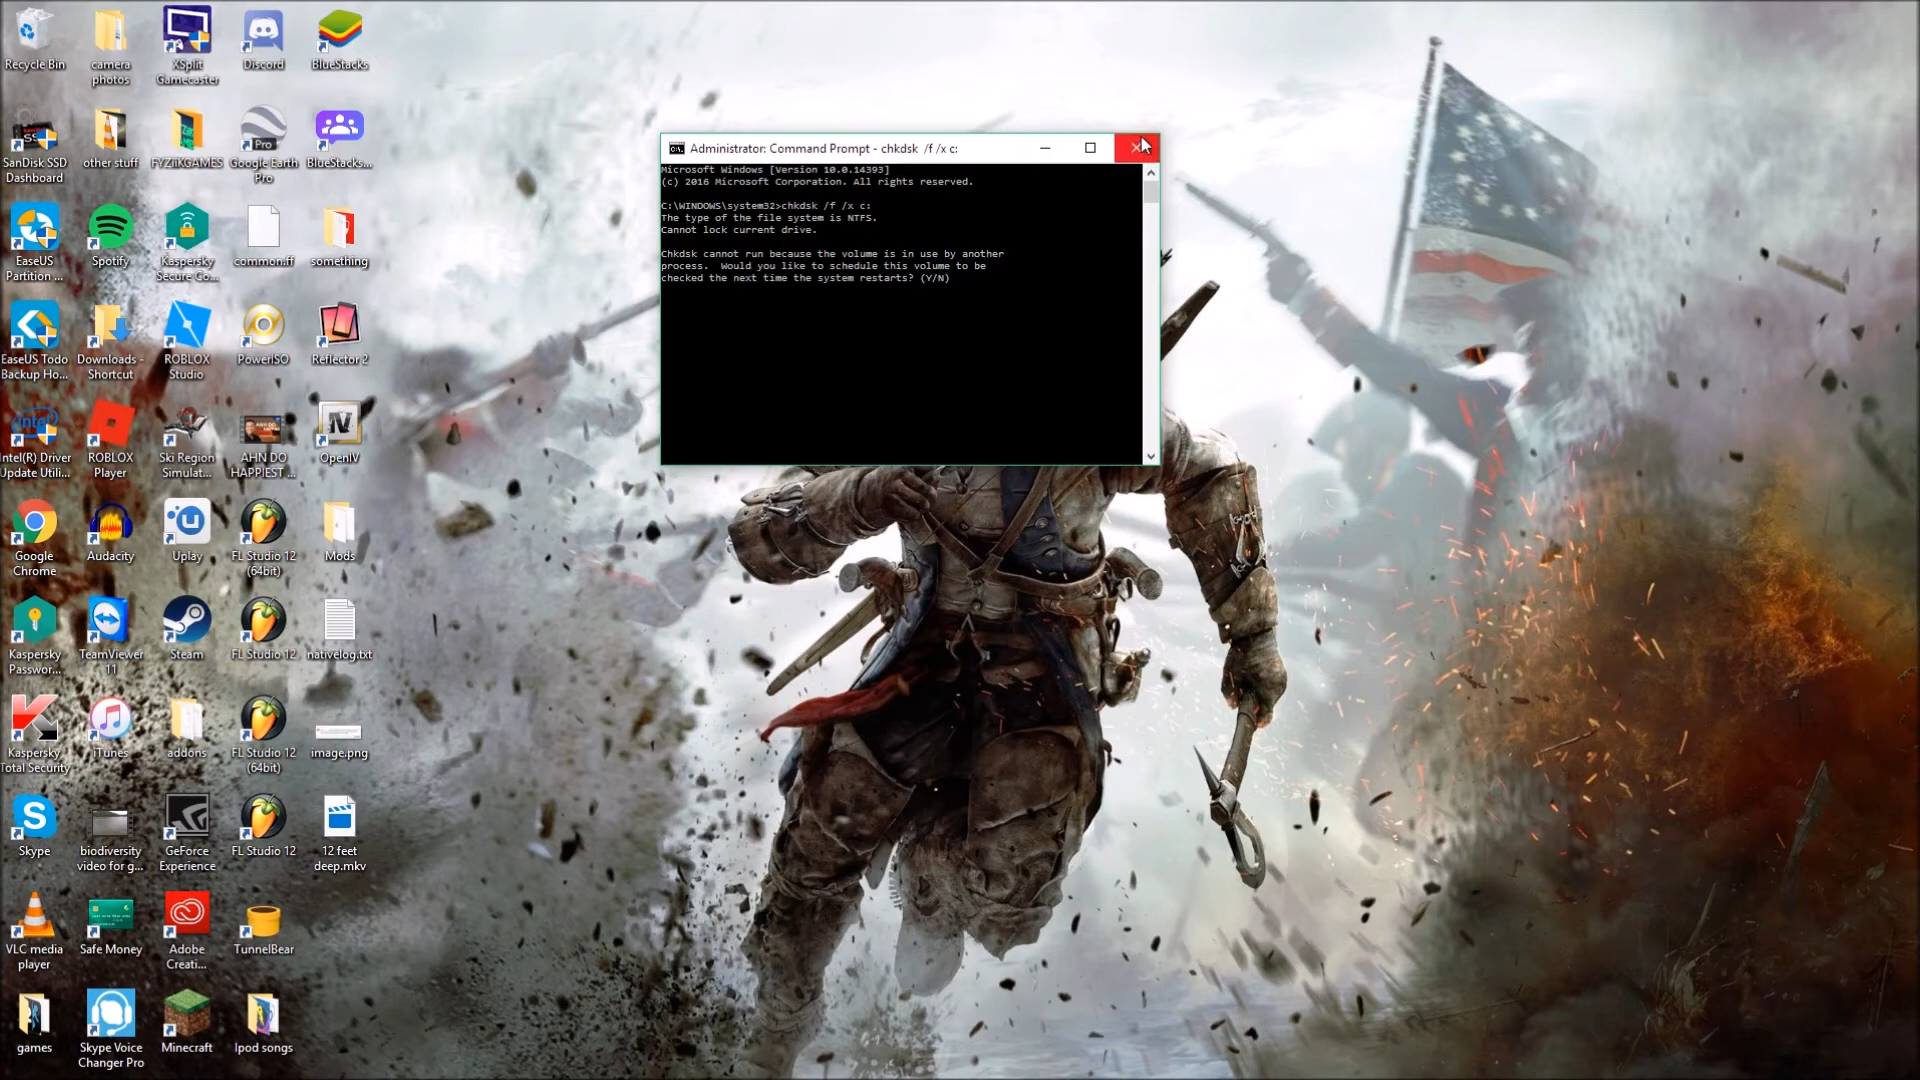 Recycle Bin
camera
photos
XSplit
Gamecaster
Discord
BlueStacks
SanDisk SSD
Dashboard
other stuff
FYZiiKGAMES
Google Earth
Pro
BlueStacks...
EaseUS
Partition ...
Spotify
Kaspersky
Secure Co...
common.ff
something
EaseUS Todo
Backup Ho...
Downloads -
Shortcut
ROBLOX
Studio
PowerISO
Reflector 2
Intel(R) Driver
Update Utili...
ROBLOX
Player
Ski Region
Simulat...
AHN DO
HAPPIEST ...
OpenIV
Google
Chrome
Audacity
Uplay
FL Studio 12
(64bit)
Mods
Kaspersky
Passwor...
TeamViewer
11
Steam
FL Studio 12
nativelog.txt
Kaspersky
Total Security
iTunes
addons
FL Studio 12
(64bit)
image.png
Skype
biodiversity
video for g...
GeForce
Experience
FL Studio 12
12 feet
deep.mkv
VLC media
player
Safe Money
Adobe
Creati...
TunnelBear
games
Skype Voice
Changer Pro
Minecraft
Ipod songs
Administrator: Command Prompt - chkdsk  /f /x c:
Microsoft Windows [Version 10.0.14393]
(c) 2016 Microsoft Corporation. All rights reserved.
C:\WINDOWS\system32>chkdsk /f /x c:
The type of the file system is NTFS.
Cannot lock current drive.
Chkdsk cannot run because the volume is in use by another
process.  Would you like to schedule this volume to be
checked the next time the system restarts? (Y/N)